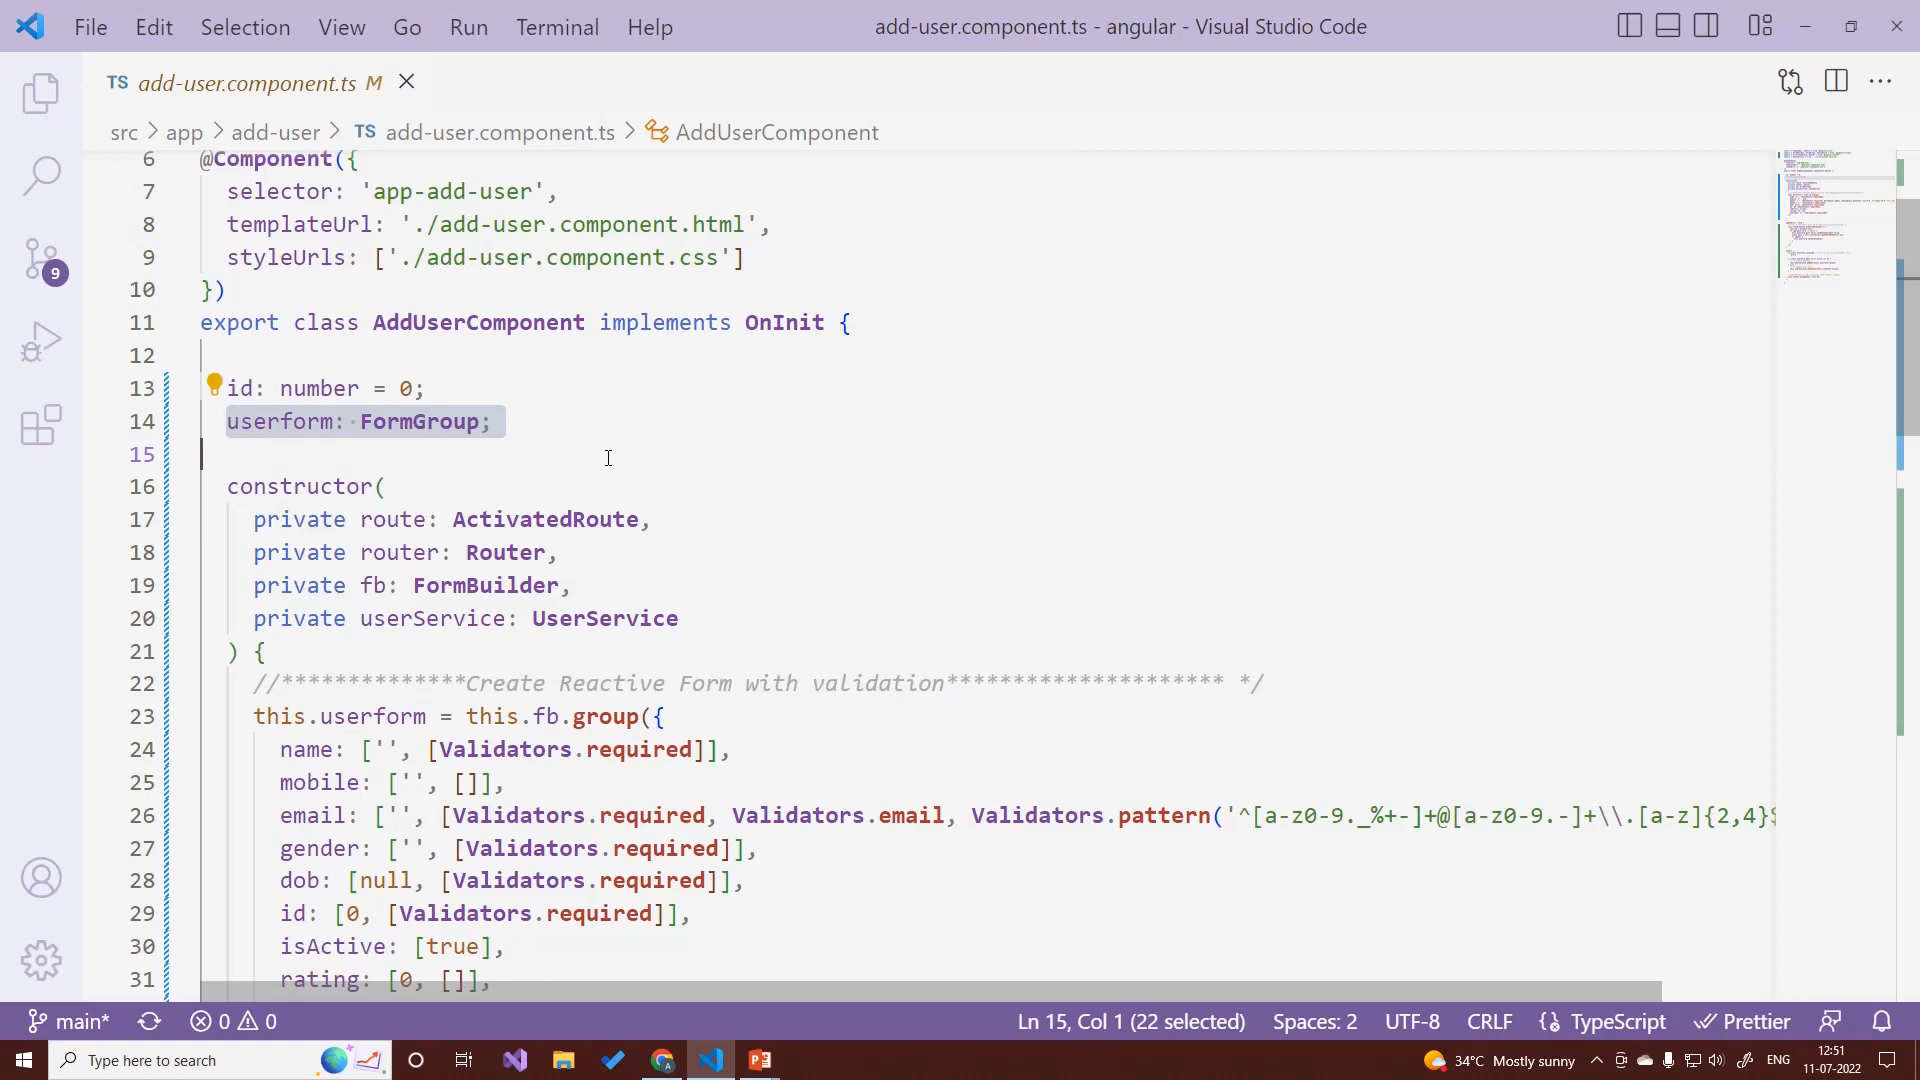 File Edit Selection View Go Run Terminal Help
add-user.component.ts - angular - Visual Studio Code
TS add-user.component.ts M
src > app > add-user > TS add-user.component.ts > AddUserComponent
6 @Component({
7 selector: 'app-add-user',
8 templateUrl: './add-user.component.html',
9 styleUrls: ['./add-user.component.css']
10 })
11 export class AddUserComponent implements OnInit {
12
13 id: number = 0;
14 userform: FormGroup;
15
16 constructor(
17 private route: ActivatedRoute,
18 private router: Router,
19 private fb: FormBuilder,
20 private userService: UserService
21 ) {
22 //**************Create Reactive Form with validation********************* */
23 this.userform = this.fb.group({
24 name: ['', [Validators.required]],
25 mobile: ['', []],
26 email: ['', [Validators.required, Validators.email, Validators.pattern('^[a-z0-9._%+-]+@[a-z0-9.-]+\\.[a-z]{2,4}$
27 gender: ['', [Validators.required]],
28 dob: [null, [Validators.required]],
29 id: [0, [Validators.required]],
30 isActive: [true],
31 rating: [0, []],
9
main* 0 0 Ln 15, Col 1 (22 selected) Spaces: 2 UTF-8 CRLF {} TypeScript Prettier
Type here to search
34°C Mostly sunny ENG
12:51
11-07-2022